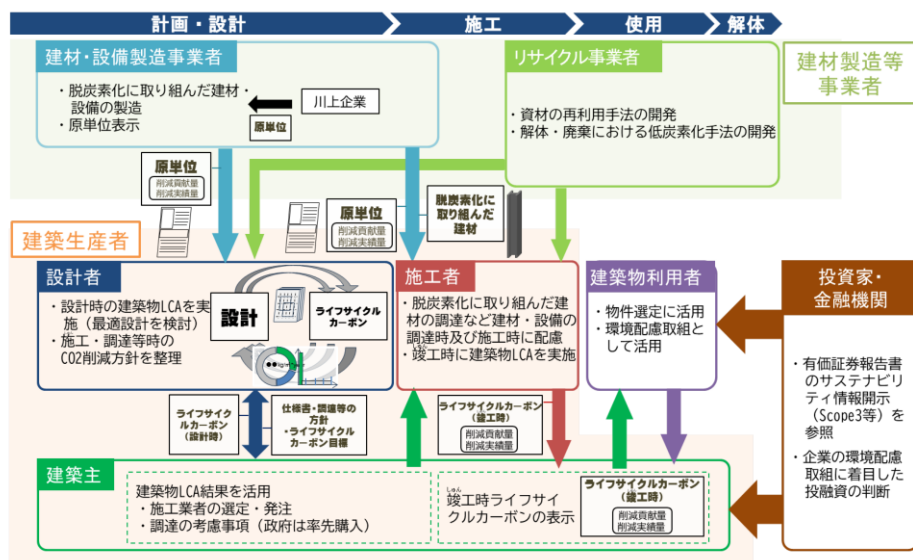 計画・設計
施工
使用
解体
建材・設備製造事業者
・脱炭素化に取り組んだ建材・
設備の製造
・原単位表示
川上企業
原単位
リサイクル事業者
・資材の再利用手法の開発
・解体・廃棄における低炭素化手法の開発
建材製造等
事業者
原単位
削減貢献量
削減実績量
原単位
削減貢献量
削減実績量
脱炭素化に
取り組んだ
建材
建築生産者
設計者
・設計時の建築物LCAを実
施（最適設計を検討）
・施工・調達等時の
CO2削減方針を整理
設計
ライフサイクル
カーボン
施工者
・脱炭素化に取り組んだ建
材の調達など建材・設備の
調達時及び施工時に配慮
・竣工時に建築物LCAを実施
建築物利用者
・物件選定に活用
・環境配慮取組と
して活用
投資家・
金融機関
・有価証券報告書
のサステナビリ
ティ情報開示
（Scope3等）を
参照
・企業の環境配慮
取組に着目した
投融資の判断
ライフサイク
ルカーボン
（設計時）
仕様書・調達等の
方針
・ライフサイクル
カーボン目標
ライフサイクルカーボン
（竣工時）
削減貢献量
削減実績量
建築主
建築物LCA結果を活用
・施工業者の選定・発注
・調達の考慮事項（政府は率先購入）
しゅん
竣工時ライフサイ
クルカーボンの表示
ライフサイクルカーボン
（竣工時）
削減貢献量
削減実績量